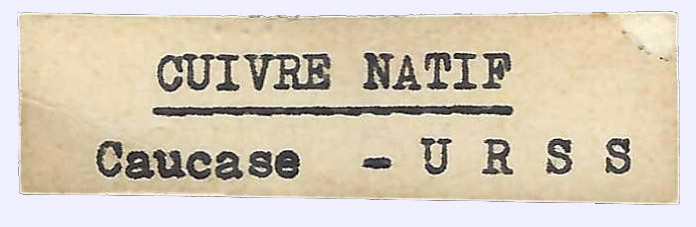 CUIVRE NATIF
Caucase - U R S S